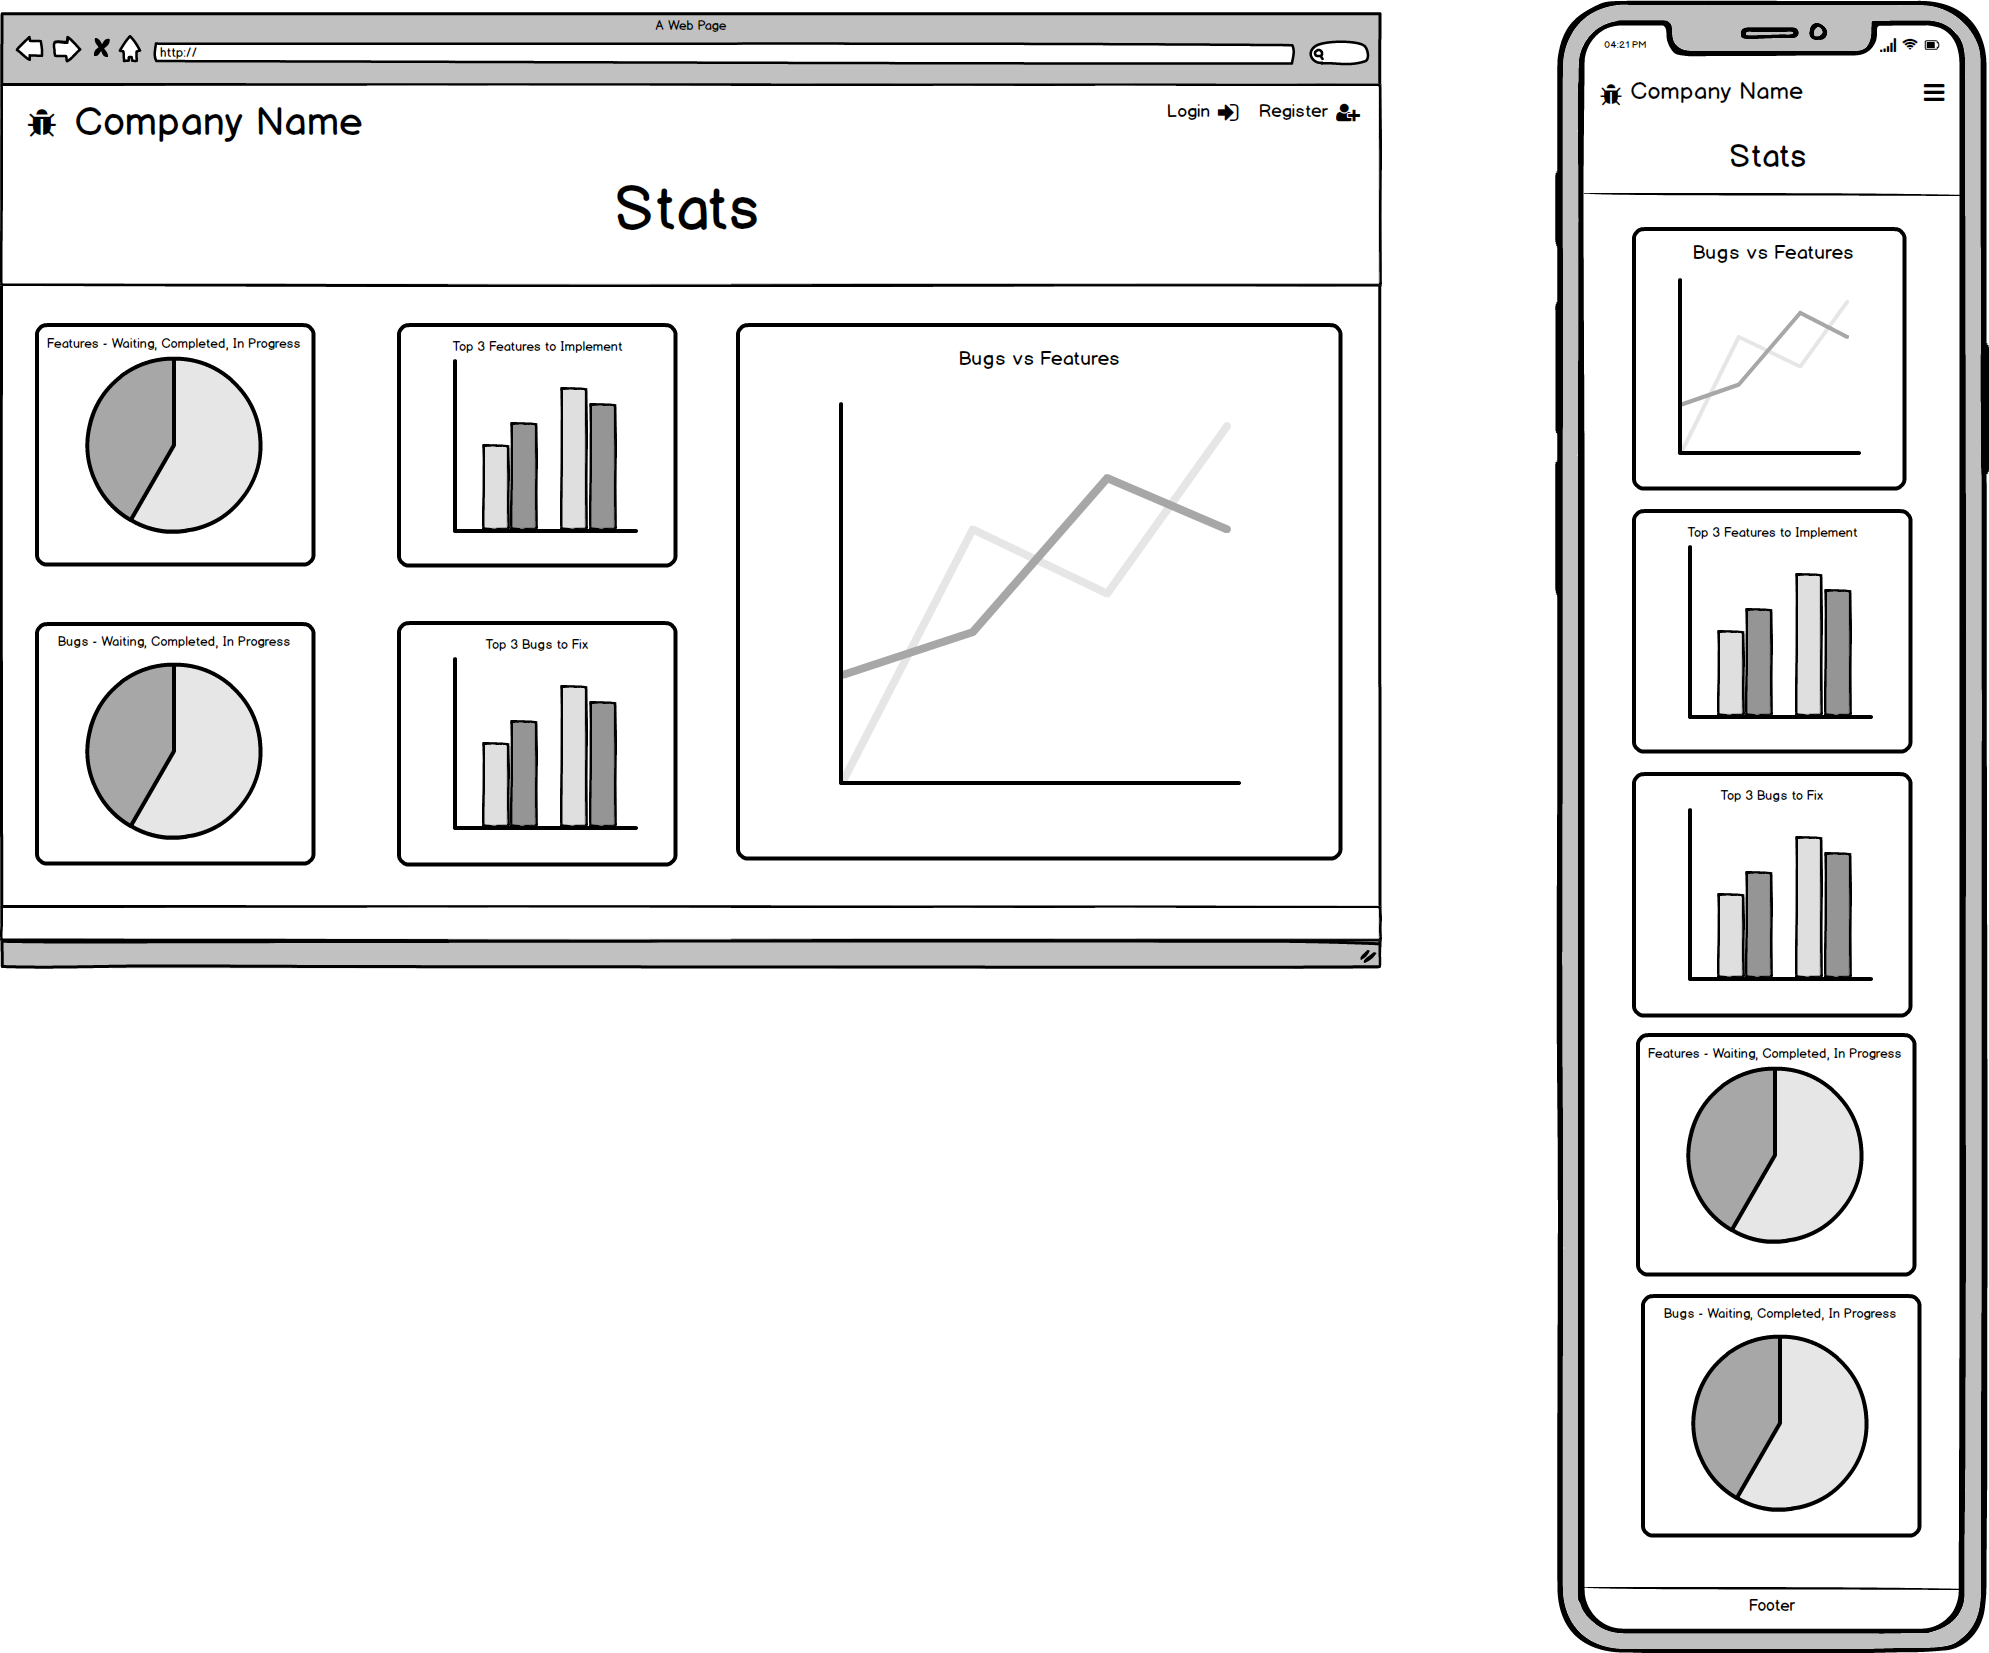 A Web Page
http://
Company Name
Login
Register
Stats
Features - Waiting, Completed, In Progress
Top 3 Features to Implement
Bugs vs Features
Bugs - Waiting, Completed, In Progress
Top 3 Bugs to Fix
04:21 PM
Company Name
Stats
Bugs vs Features
Top 3 Features to Implement
Top 3 Bugs to Fix
Features - Waiting, Completed, In Progress
Bugs - Waiting, Completed, In Progress
Footer